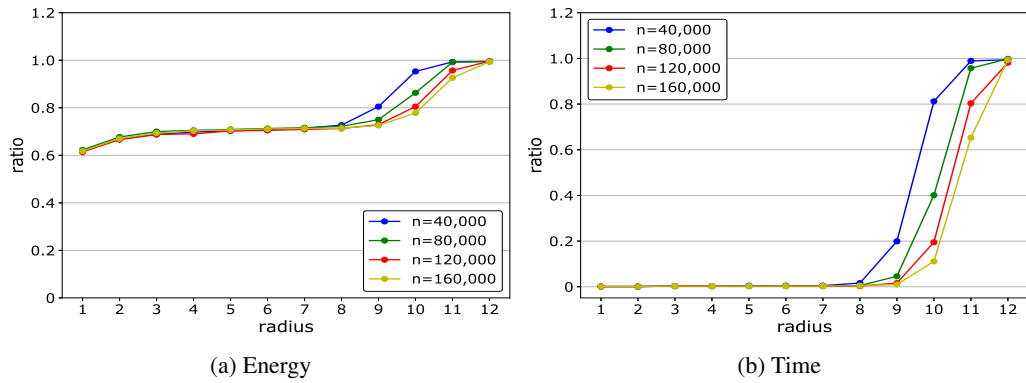 1.2
1.0
0.8
0.6
0.4
0.2
0
ratio
n=40,000
n=80,000
n=120,000
n=160,000
1 2 3 4 5 6 7 8 9 10 11 12
radius
(a) Energy
1.2
1.0
0.8
0.6
0.4
0.2
0
ratio
n=40,000
n=80,000
n=120,000
n=160,000
1 2 3 4 5 6 7 8 9 10 11 12
radius
(b) Time